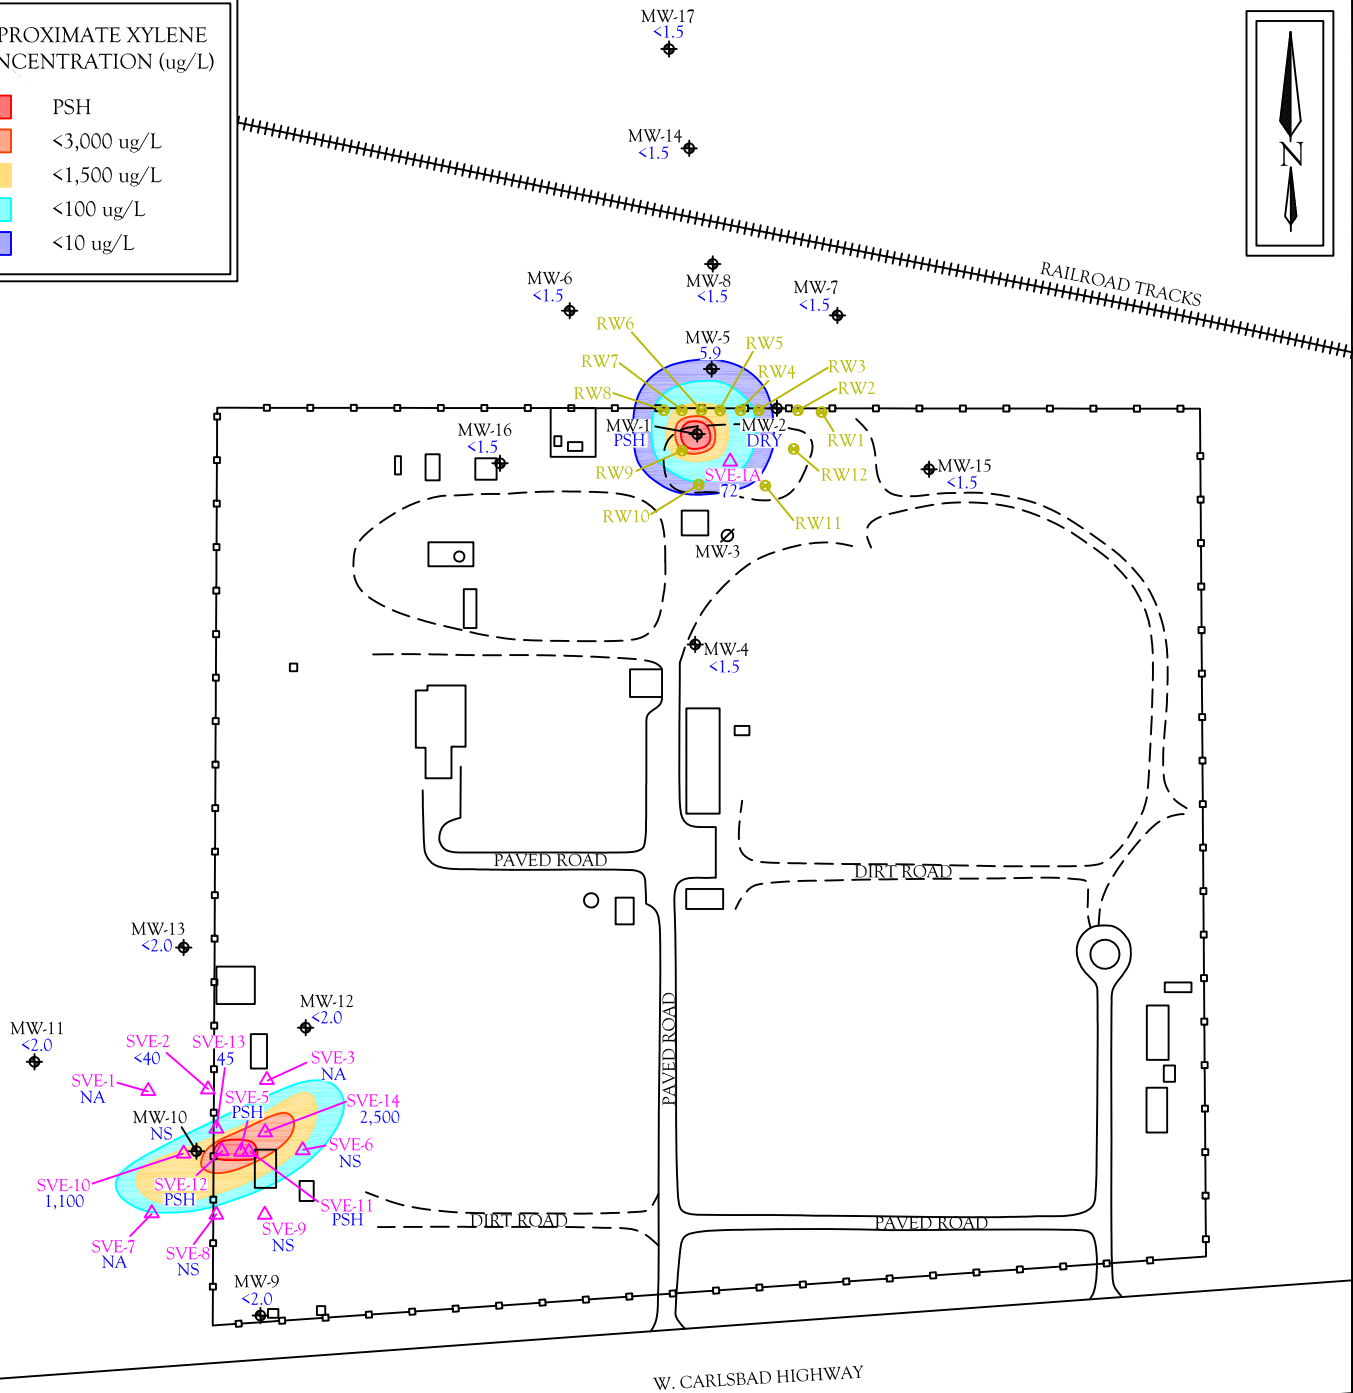 PROXIMATE XYLENE
NCENTRATION (ug/L)
PSH
<3,000 ug/L
<1,500 ug/L
<100 ug/L
<10 ug/L
MW-17
<1.5
MW-14
<1.5
N
RAILROAD TRACKS
MW-6
<1.5
MW-8
<1.5
MW-7
<1.5
RW6
MW-5
5.9
RW5
RW7
RW4
RW3
RW8
RW2
MW-1
PSH
MW-2
DRY
RW1
MW-16
<1.5
RW9
SVE-1A
72
RW12
MW-15
<1.5
RW10
RW11
MW-3
MW-4
<1.5
PAVED ROAD
DIRT ROAD
MW-13
<2.0
PAVED ROAD
MW-12
<2.0
MW-11
<2.0
SVE-2
<40
SVE-13
45
SVE-3
NA
SVE-1
NA
SVE-5
PSH
SVE-14
2,500
MW-10
NS
SVE-6
NS
SVE-10
1,100
SVE-12
PSH
SVE-11
PSH
DIRT ROAD
PAVED ROAD
SVE-7
NA
SVE-8
NS
SVE-9
NS
MW-9
<2.0
W. CARLSBAD HIGHWAY